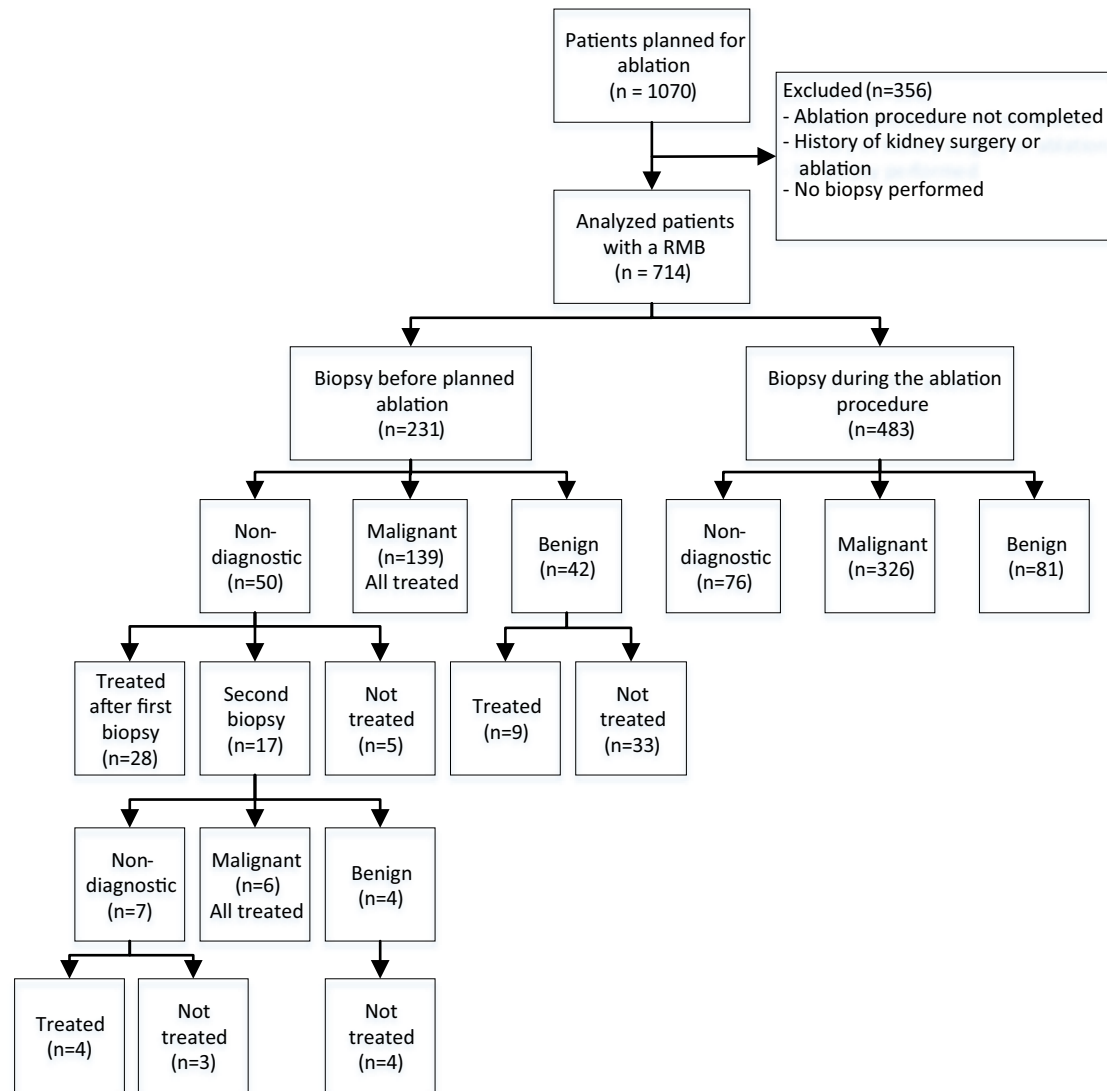 Patients planned for
ablation
(n = 1070)
Excluded (n=356)
- Ablation procedure not completed
- History of kidney surgery or
ablation
- No biopsy performed
Analyzed patients
with a RMB
(n = 714)
Biopsy before planned
ablation
(n=231)
Biopsy during the ablation
procedure
(n=483)
Non-
diagnostic
(n=50)
Malignant
(n=139)
All treated
Benign
(n=42)
Non-
diagnostic
(n=76)
Malignant
(n=326)
Benign
(n=81)
Treated
after first
biopsy
(n=28)
Second
biopsy
(n=17)
Not
treated
(n=5)
Treated
(n=9)
Not
treated
(n=33)
Non-
diagnostic
(n=7)
Malignant
(n=6)
All treated
Benign
(n=4)
Treated
(n=4)
Not
treated
(n=3)
Not
treated
(n=4)